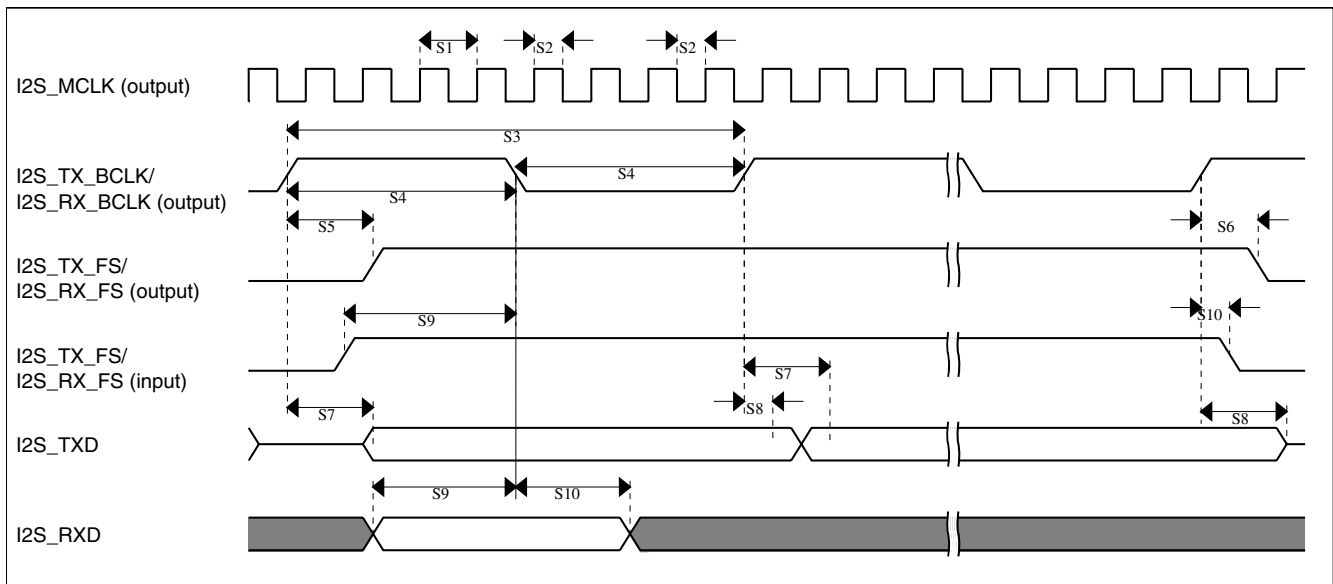 S1 S2 S2
I2S_MCLK (output)
S3
I2S_TX_BCLK/
I2S_RX_BCLK (output)
S4
S4
S5 S6
I2S_TX_FS/
I2S_RX_FS (output)
S9 S10
I2S_TX_FS/
I2S_RX_FS (input)
S7
S7 S8 S8
I2S_TXD
S9 S10
I2S_RXD